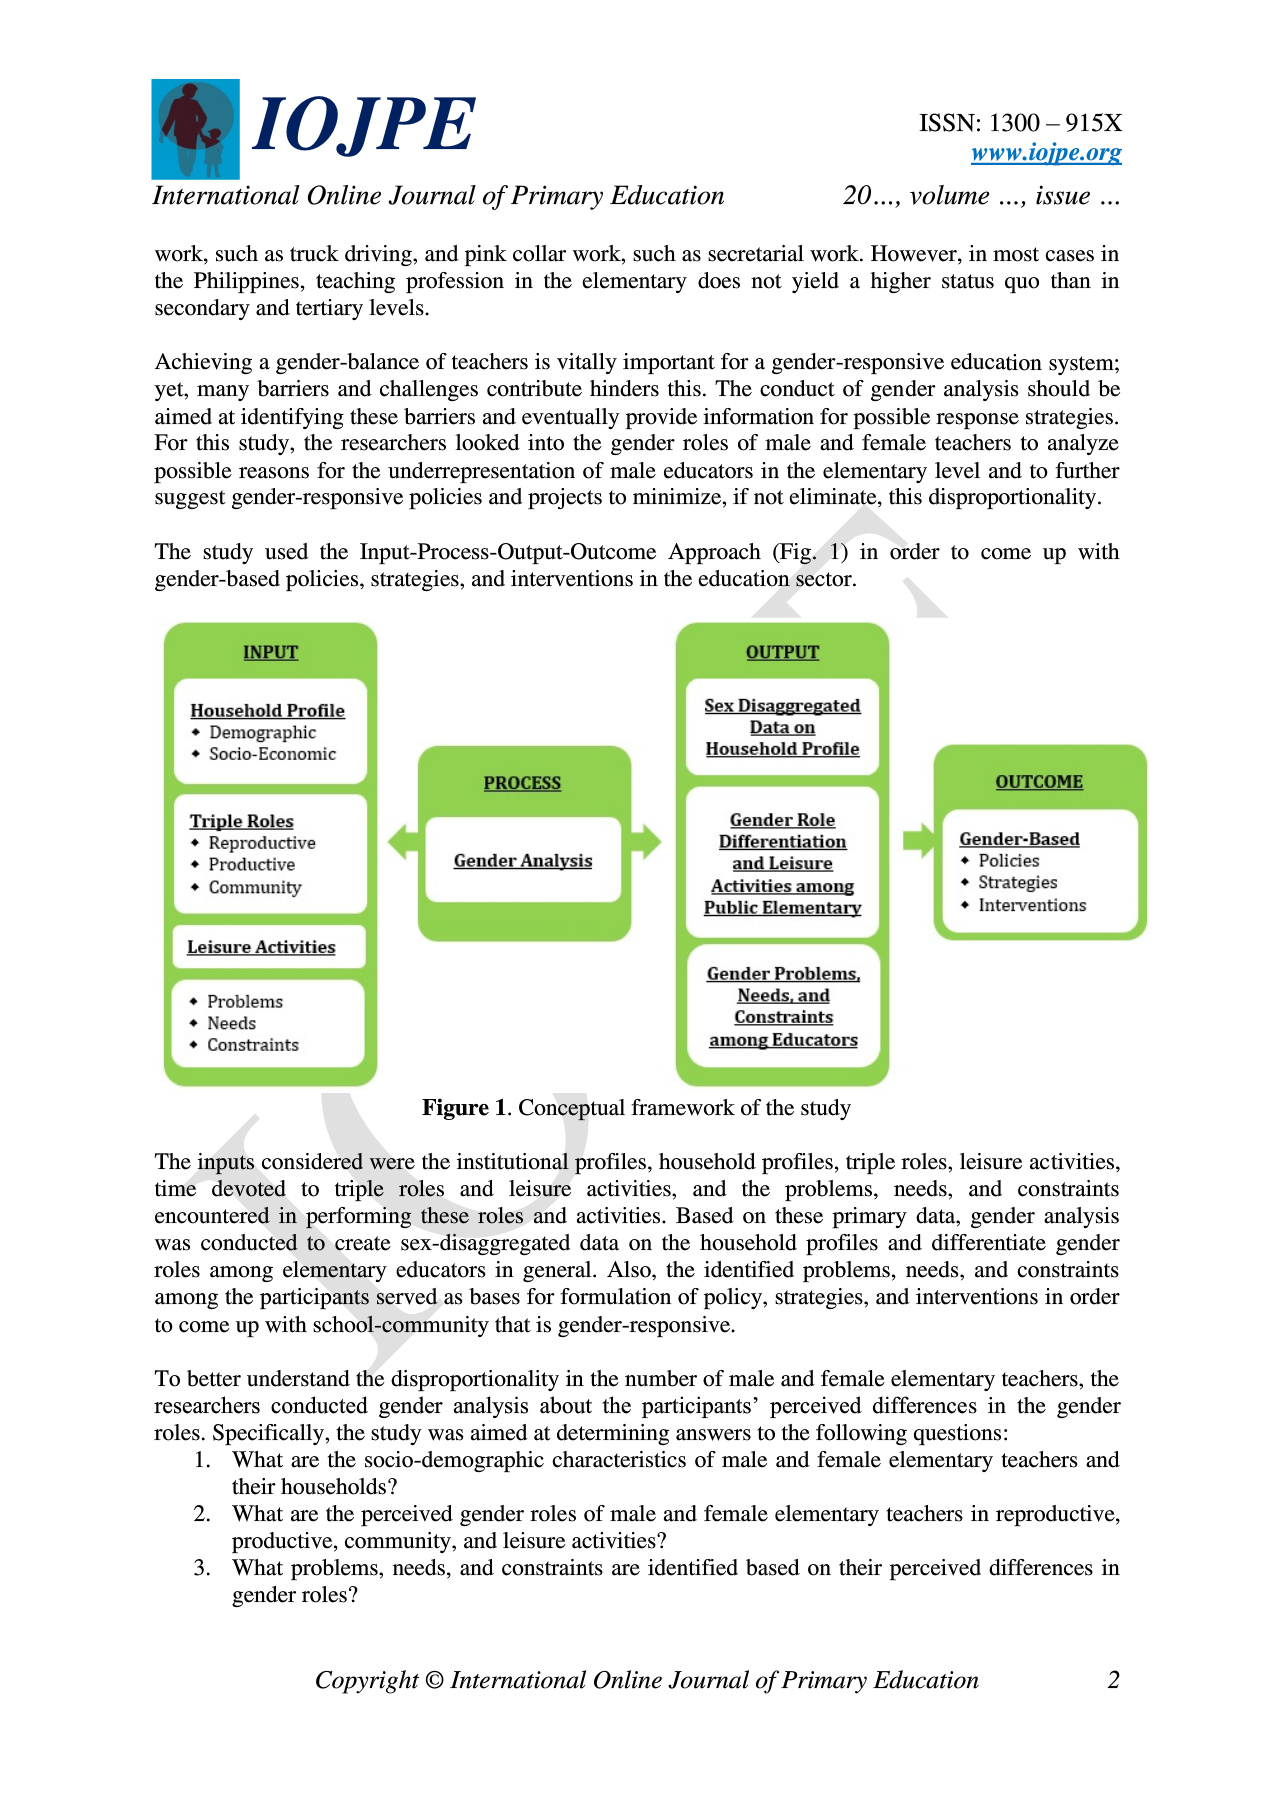 IOJPE
ISSN: 1300 – 915X
www.iojpe.org
International Online Journal of Primary Education
20…, volume …, issue …
work, such as truck driving, and pink collar work, such as secretarial work. However, in most cases in
the Philippines, teaching profession in the elementary does not yield a higher status quo than in
secondary and tertiary levels.
Achieving a gender-balance of teachers is vitally important for a gender-responsive education system;
yet, many barriers and challenges contribute hinders this. The conduct of gender analysis should be
aimed at identifying these barriers and eventually provide information for possible response strategies.
For this study, the researchers looked into the gender roles of male and female teachers to analyze
possible reasons for the underrepresentation of male educators in the elementary level and to further
suggest gender-responsive policies and projects to minimize, if not eliminate, this disproportionality.
The study used the Input-Process-Output-Outcome Approach (Fig. 1) in order to come up with
gender-based policies, strategies, and interventions in the education sector.
INPUT
Household Profile
◆ Demographic
◆ Socio-Economic
Triple Roles
◆ Reproductive
◆ Productive
◆ Community
Leisure Activities
◆ Problems
◆ Needs
◆ Constraints
PROCESS
Gender Analysis
OUTPUT
Sex Disaggregated
Data on
Household Profile
Gender Role
Differentiation
and Leisure
Activities among
Public Elementary
Gender Problems,
Needs, and
Constraints
among Educators
OUTCOME
Gender-Based
◆ Policies
◆ Strategies
◆ Interventions
Figure 1. Conceptual framework of the study
The inputs considered were the institutional profiles, household profiles, triple roles, leisure activities,
time devoted to triple roles and leisure activities, and the problems, needs, and constraints
encountered in performing these roles and activities. Based on these primary data, gender analysis
was conducted to create sex-disaggregated data on the household profiles and differentiate gender
roles among elementary educators in general. Also, the identified problems, needs, and constraints
among the participants served as bases for formulation of policy, strategies, and interventions in order
to come up with school-community that is gender-responsive.
To better understand the disproportionality in the number of male and female elementary teachers, the
researchers conducted gender analysis about the participants’ perceived differences in the gender
roles. Specifically, the study was aimed at determining answers to the following questions:
1. What are the socio-demographic characteristics of male and female elementary teachers and
their households?
2. What are the perceived gender roles of male and female elementary teachers in reproductive,
productive, community, and leisure activities?
3. What problems, needs, and constraints are identified based on their perceived differences in
gender roles?
Copyright © International Online Journal of Primary Education
2